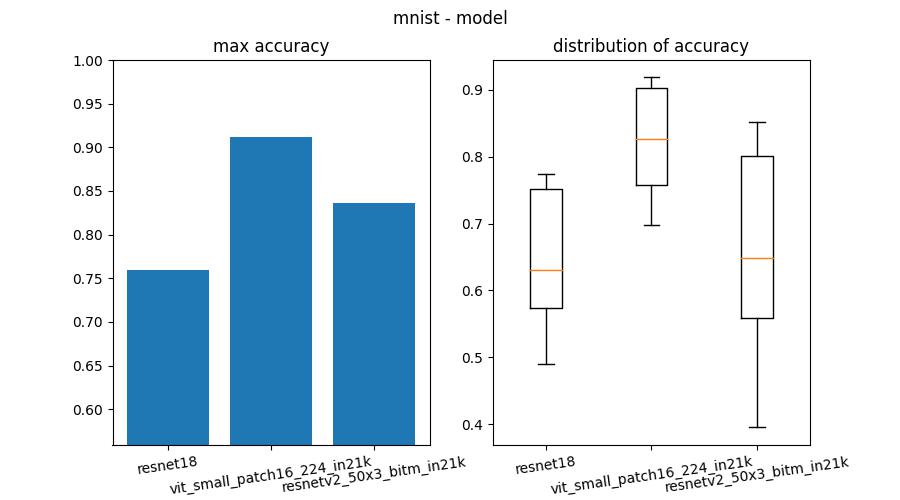 mnist - model
max accuracy
1.00
0.95
0.90
0.85
0.80
0.75
0.70
0.65
0.60
resnet18
vit_small_patch16_224_in21k
resnetv2_50x3_bitm_in21k
distribution of accuracy
0.9
0.8
0.7
0.6
0.5
0.4
resnet18
vit_small_patch16_224_in21k
resnetv2_50x3_bitm_in21k